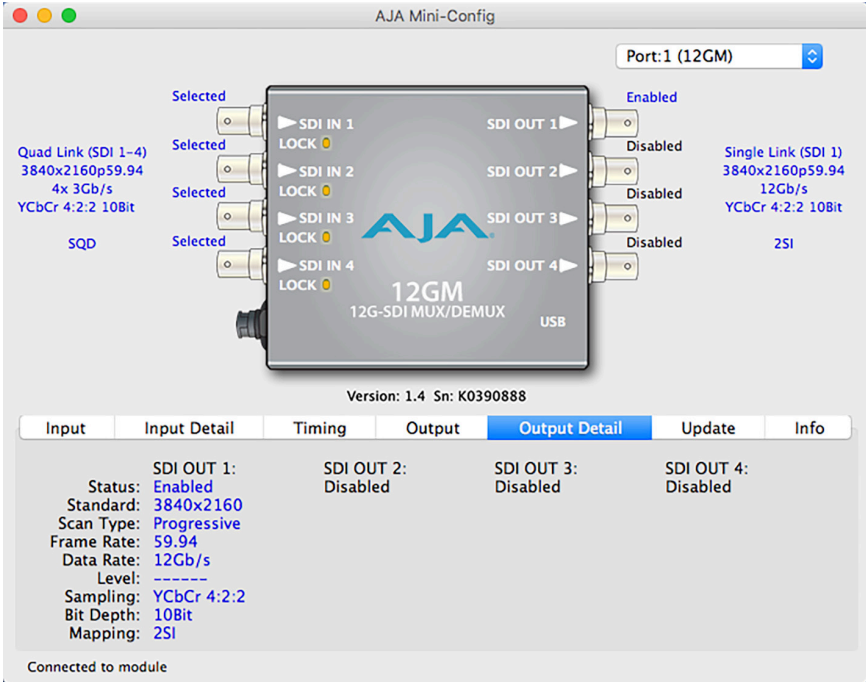 AJA Mini-Config
Port:1 (12GM)
Selected
Selected
Selected
Selected
Quad Link (SDI 1-4)
3840x2160p59.94
4x 3Gb/s
YCbCr 4:2:2 10Bit
SQD
SDI IN 1
LOCK
SDI IN 2
LOCK
SDI IN 3
LOCK
SDI IN 4
LOCK
AJA
12GM
12G-SDI MUX/DEMUX
USB
SDI OUT 1
SDI OUT 2
SDI OUT 3
SDI OUT 4
Enabled
Disabled
Disabled
Disabled
Single Link (SDI 1)
3840x2160p59.94
12Gb/s
YCbCr 4:2:2 10Bit
2SI
Version: 1.4 Sn: K0390888
Input Input Detail Timing Output Output Detail Update Info
SDI OUT 1: SDI OUT 2: SDI OUT 3: SDI OUT 4:
Status: Enabled Disabled Disabled Disabled
Standard: 3840x2160
Scan Type: Progressive
Frame Rate: 59.94
Data Rate: 12Gb/s
Level: ------
Sampling: YCbCr 4:2:2
Bit Depth: 10Bit
Mapping: 2SI
Connected to module